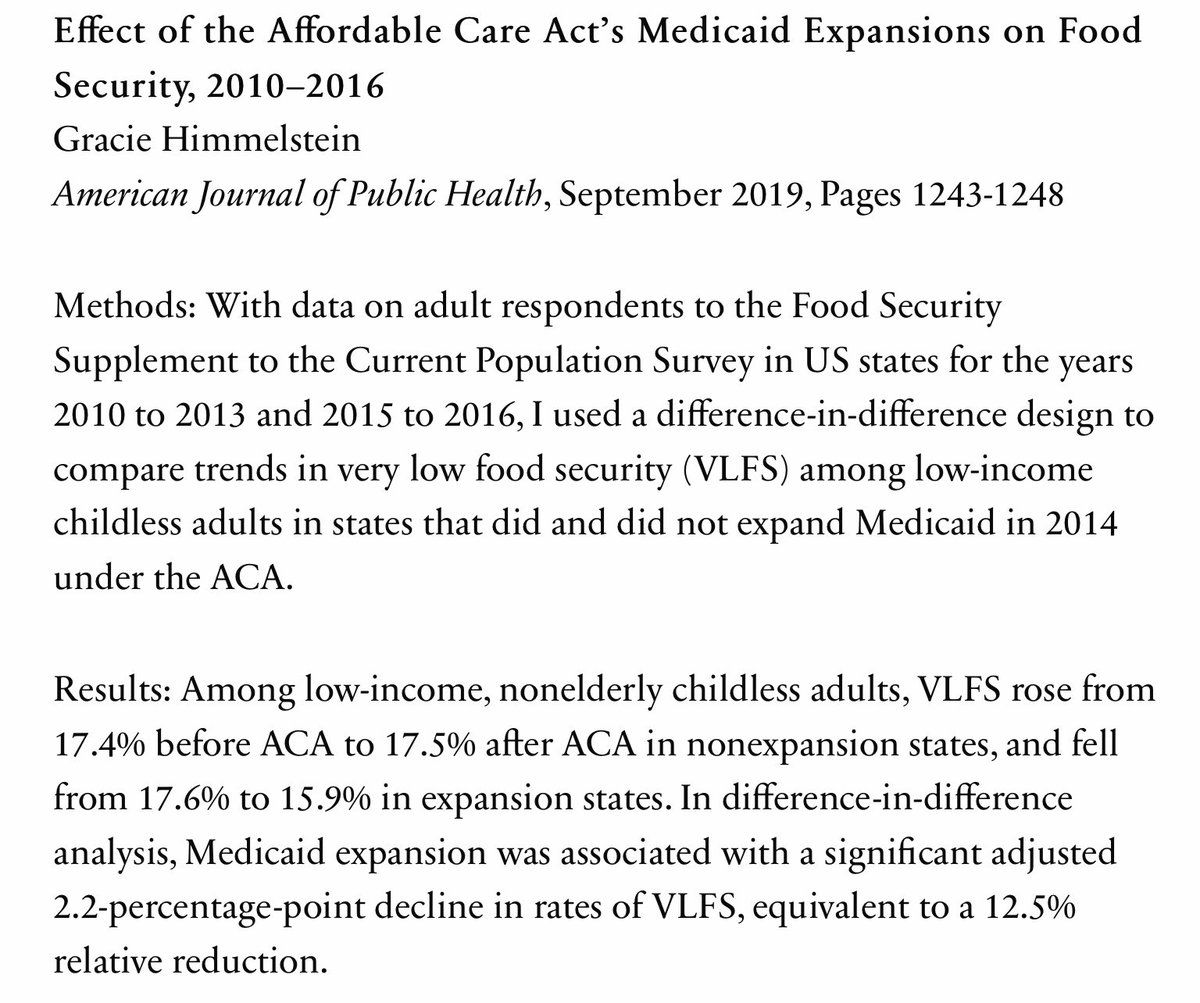 Effect of the Affordable Care Act’s Medicaid Expansions on Food
Security, 2010–2016
Gracie Himmelstein
American Journal of Public Health, September 2019, Pages 1243-1248
Methods: With data on adult respondents to the Food Security
Supplement to the Current Population Survey in US states for the years
2010 to 2013 and 2015 to 2016, I used a difference-in-difference design to
compare trends in very low food security (VLFS) among low-income
childless adults in states that did and did not expand Medicaid in 2014
under the ACA.
Results: Among low-income, nonelderly childless adults, VLFS rose from
17.4% before ACA to 17.5% after ACA in nonexpansion states, and fell
from 17.6% to 15.9% in expansion states. In difference-in-difference
analysis, Medicaid expansion was associated with a significant adjusted
2.2-percentage-point decline in rates of VLFS, equivalent to a 12.5%
relative reduction.